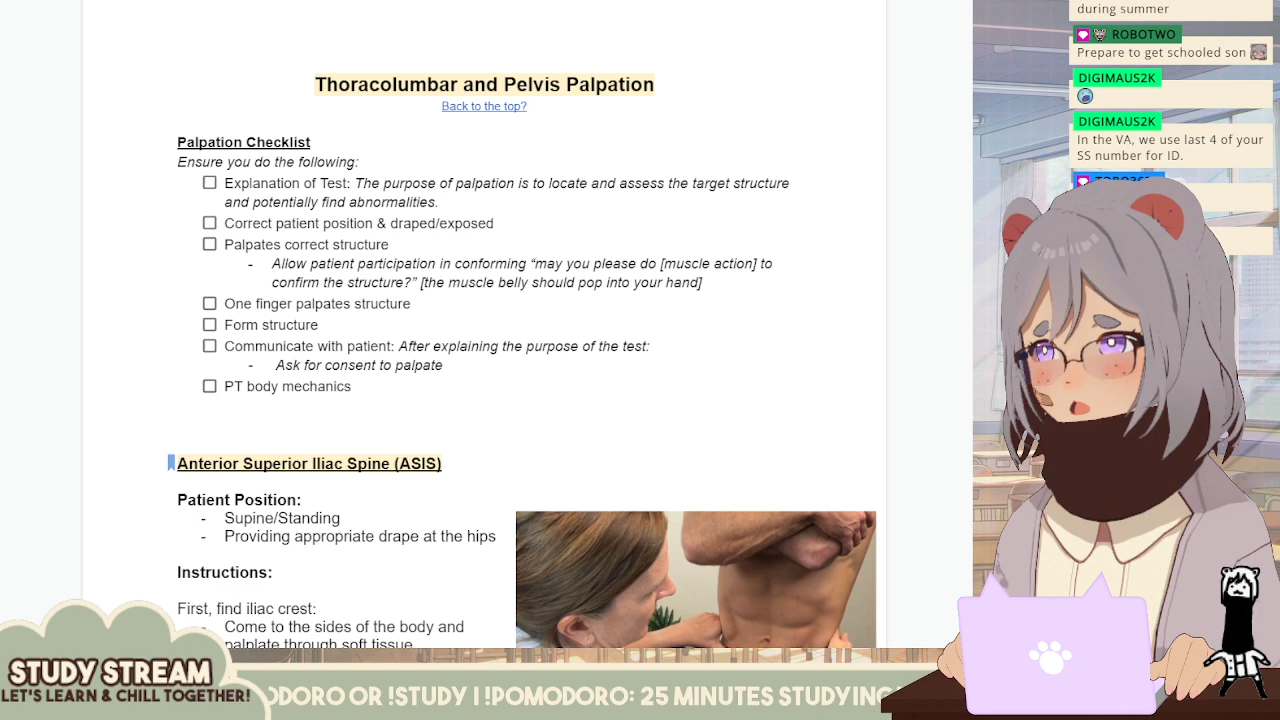 Thoracolumbar and Pelvis Palpation
Back to the top?
Palpation Checklist
Ensure you do the following:
Explanation of Test: The purpose of palpation is to locate and assess the target structure
and potentially find abnormalities.
Correct patient position & draped/exposed
Palpates correct structure
- Allow patient participation in conforming “may you please do [muscle action] to
confirm the structure?” [the muscle belly should pop into your hand]
One finger palpates structure
Form structure
Communicate with patient: After explaining the purpose of the test:
- Ask for consent to palpate
PT body mechanics
Anterior Superior Iliac Spine (ASIS)
Patient Position:
- Supine/Standing
- Providing appropriate drape at the hips
Instructions:
First, find iliac crest:
- Come to the sides of the body and
palplate through soft tissue
during summer
ROBOTWO
Prepare to get schooled son
DIGIMAUS2K
DIGIMAUS2K
In the VA, we use last 4 of your
SS number for ID.
STUDY STREAM
LET'S LEARN & CHILL TOGETHER!
ODORO OR !STUDY | !POMODORO: 25 MINUTES STUDYING